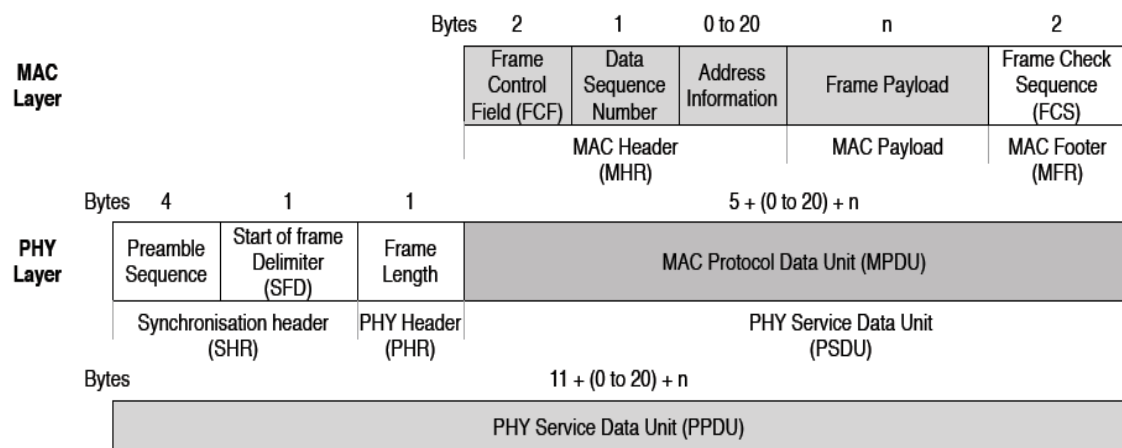 Bytes 2 1 0 to 20 n 2
MAC
Layer
Frame
Control
Field (FCF)
Data
Sequence
Number
Address
Information
Frame Payload
Frame Check
Sequence
(FCS)
MAC Header
(MHR)
MAC Payload
MAC Footer
(MFR)
Bytes 4 1 1 5 + (0 to 20) + n
PHY
Layer
Preamble
Sequence
Start of frame
Delimiter
(SFD)
Frame
Length
MAC Protocol Data Unit (MPDU)
Synchronisation header
(SHR)
PHY Header
(PHR)
PHY Service Data Unit
(PSDU)
Bytes 11 + (0 to 20) + n
PHY Service Data Unit (PPDU)